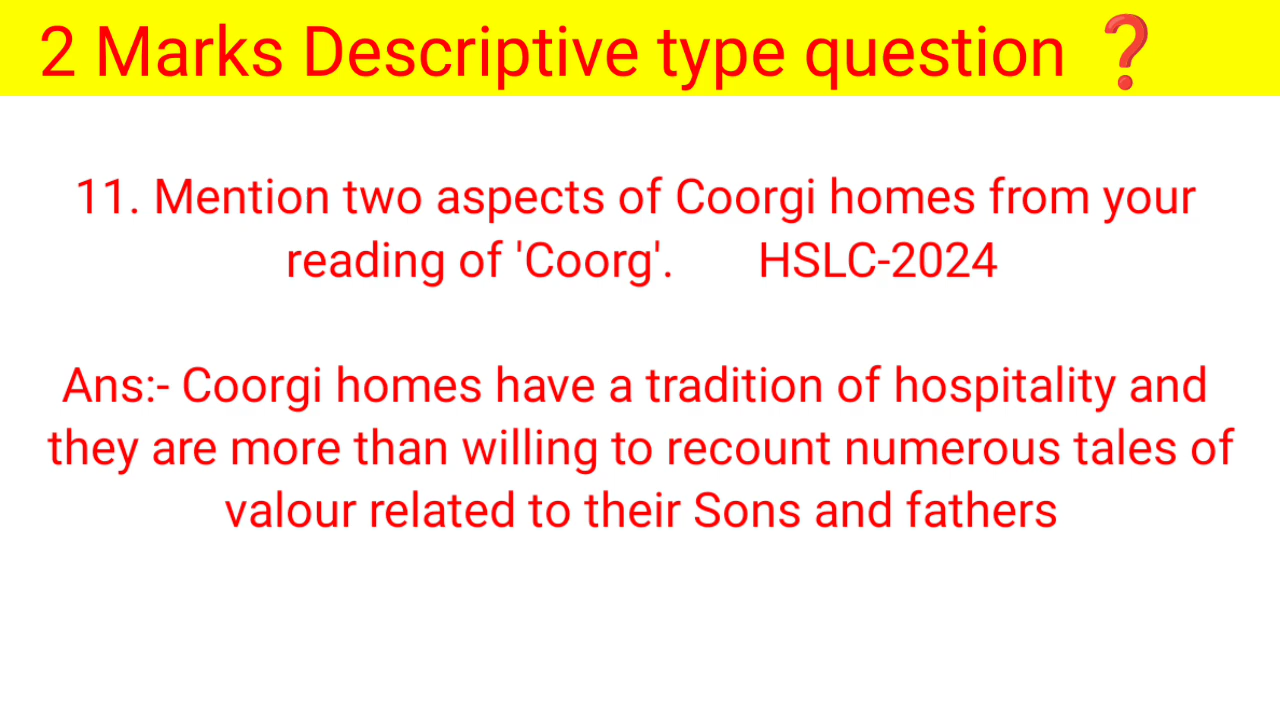 2 Marks Descriptive type question ❓
11. Mention two aspects of Coorgi homes from your
reading of 'Coorg'. HSLC-2024
Ans:- Coorgi homes have a tradition of hospitality and
they are more than willing to recount numerous tales of
valour related to their Sons and fathers